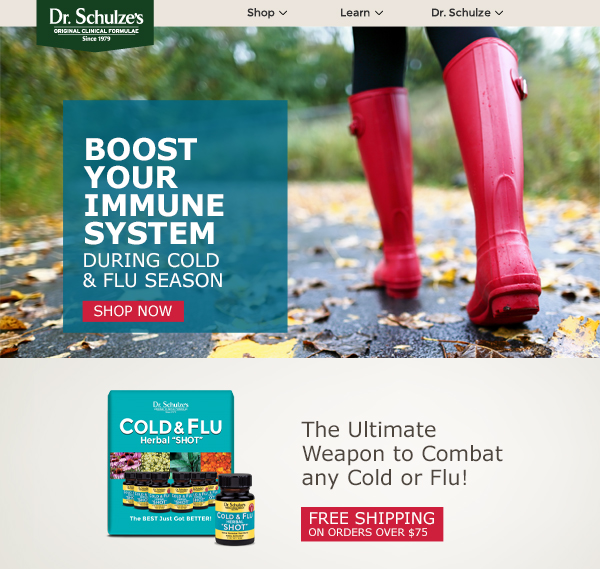 Dr. Schulze's
ORIGINAL CLINICAL FORMULAE
Since 1979
Shop
Learn
Dr. Schulze
BOOST
YOUR
IMMUNE
SYSTEM
DURING COLD
& FLU SEASON
SHOP NOW
Dr. Schulze's
COLD & FLU
Herbal "SHOT"
The BEST Just Got BETTER!
Dr. Schulze's
COLD & FLU
HERBAL
"SHOT"
The Ultimate
Weapon to Combat
any Cold or Flu!
FREE SHIPPING
ON ORDERS OVER $75